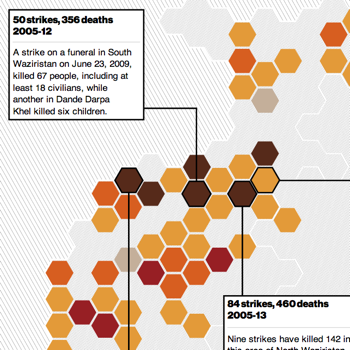 50 strikes, 356 deaths
2005-12
A strike on a funeral in South
Waziristan on June 23, 2009,
killed 67 people, including at
least 18 civilians, while
another in Dande Darpa
Khel killed six children.
84 strikes, 460 deaths
2005-13
Nine strikes have killed 142 in
this area of North Waziristan,